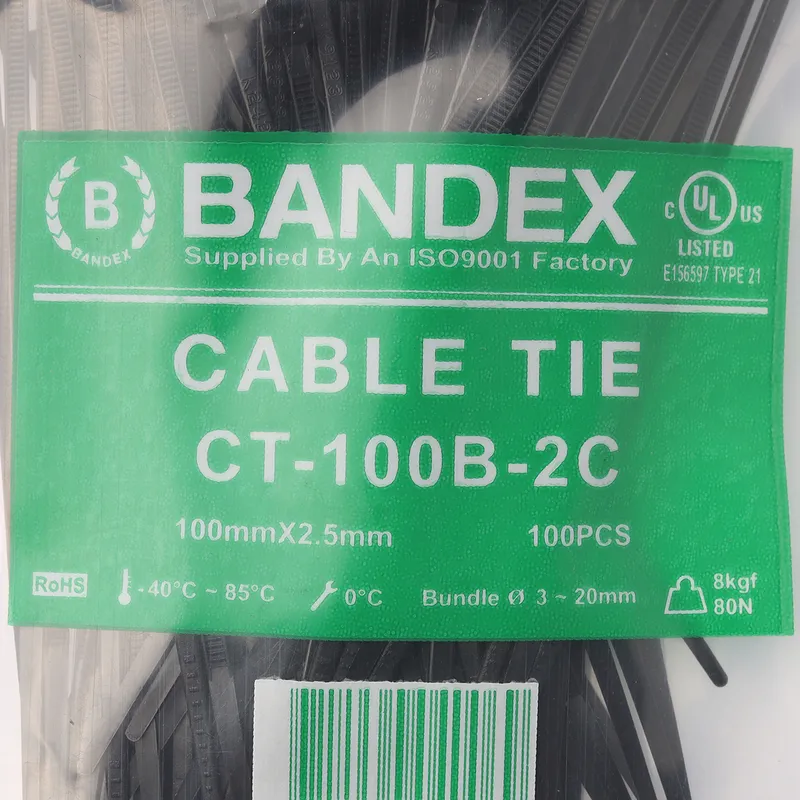 B
BANDEX
BANDEX
Supplied By An ISO9001 Factory
C UL US
LISTED
E156597 TYPE 21
CABLE TIE
CT-100B-2C
100mmX2.5mm 100PCS
RoHS -40°C ~ 85°C 0°C Bundle Ø 3 ~ 20mm 8kgf
80N